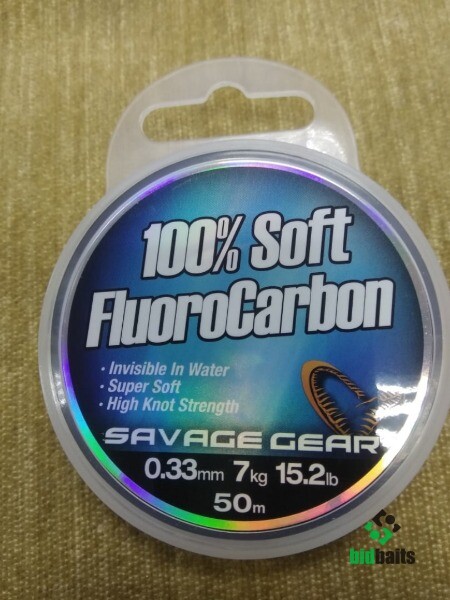 100% Soft
FluoroCarbon
· Invisible In Water
· Super Soft
· High Knot Strength
SAVAGE GEAR
0.33mm 7kg 15.2lb
50m
bidbaits